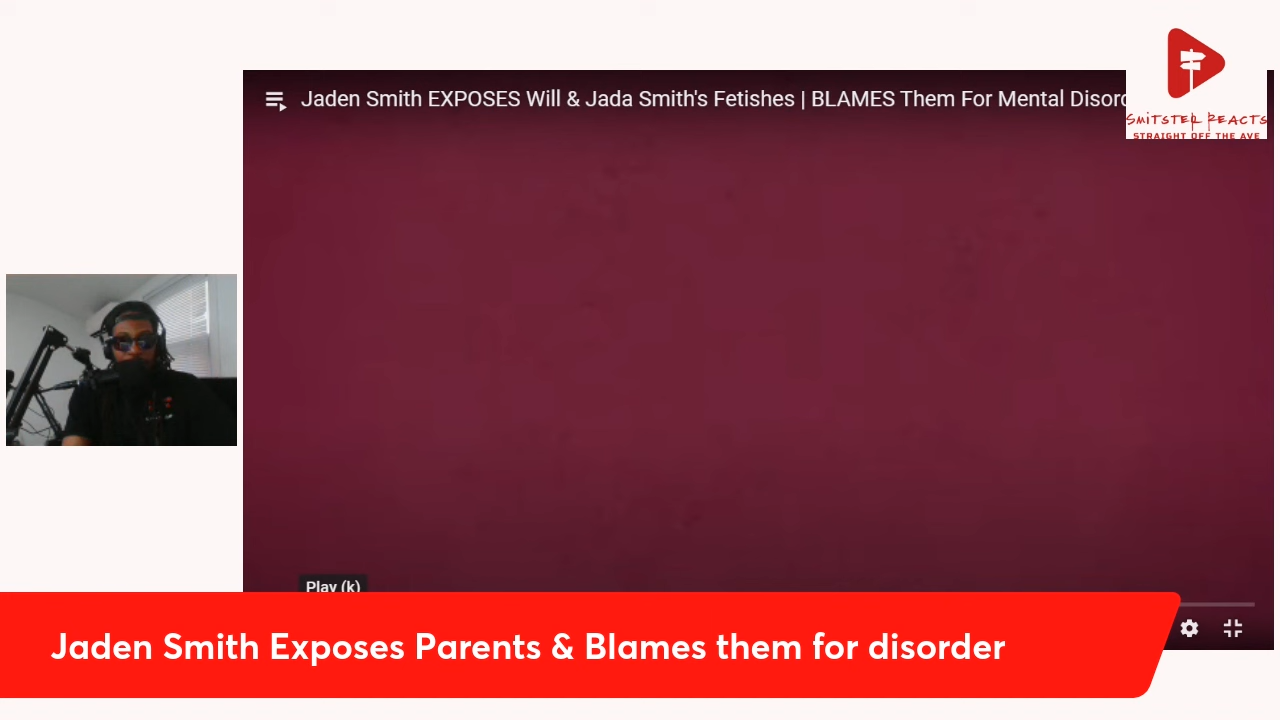 Jaden Smith EXPOSES Will & Jada Smith's Fetishes | BLAMES Them For Mental Disor
SMITSTER REACTS
STRAIGHT OFF THE AVE
Play (k)
Jaden Smith Exposes Parents & Blames them for disorder